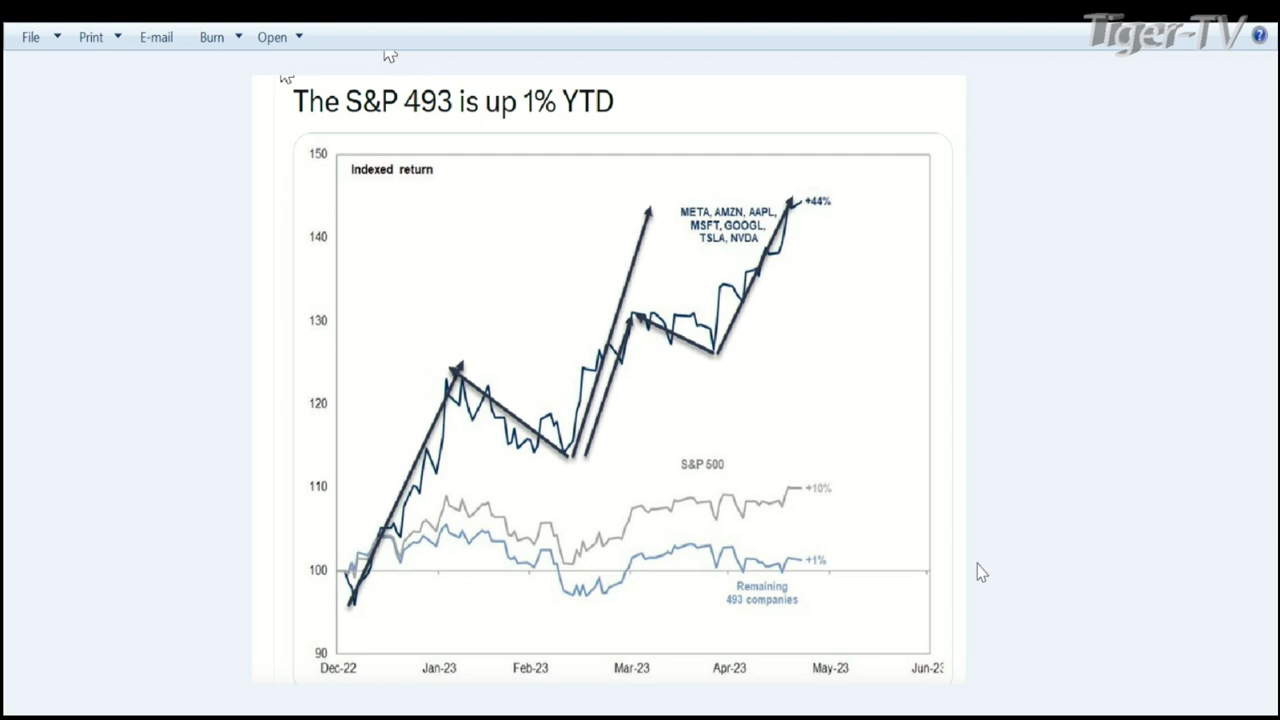 File Print E-mail Burn Open
Tiger-TV
The S&P 493 is up 1% YTD
150
Indexed return
META, AMZN, AAPL,
MSFT, GOOGL,
TSLA, NVDA
+44%
140
130
120
S&P 500
110
+10%
100
+1%
Remaining
493 companies
90
Dec-22 Jan-23 Feb-23 Mar-23 Apr-23 May-23 Jun-23